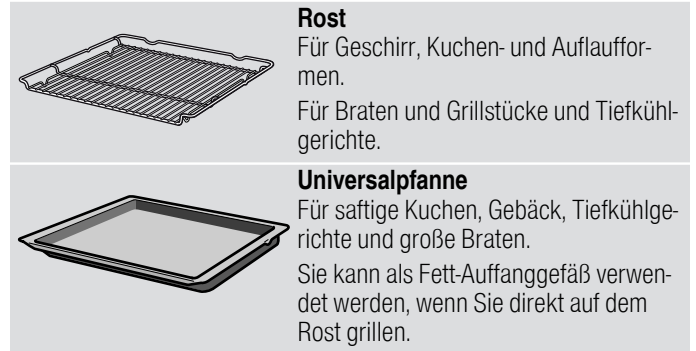 Rost
Für Geschirr, Kuchen- und Auflauffor-
men.
Für Braten und Grillstücke und Tiefkühl-
gerichte.
Universalpfanne
Für saftige Kuchen, Gebäck, Tiefkühlge-
richte und große Braten.
Sie kann als Fett-Auffanggefäß verwen-
det werden, wenn Sie direkt auf dem
Rost grillen.